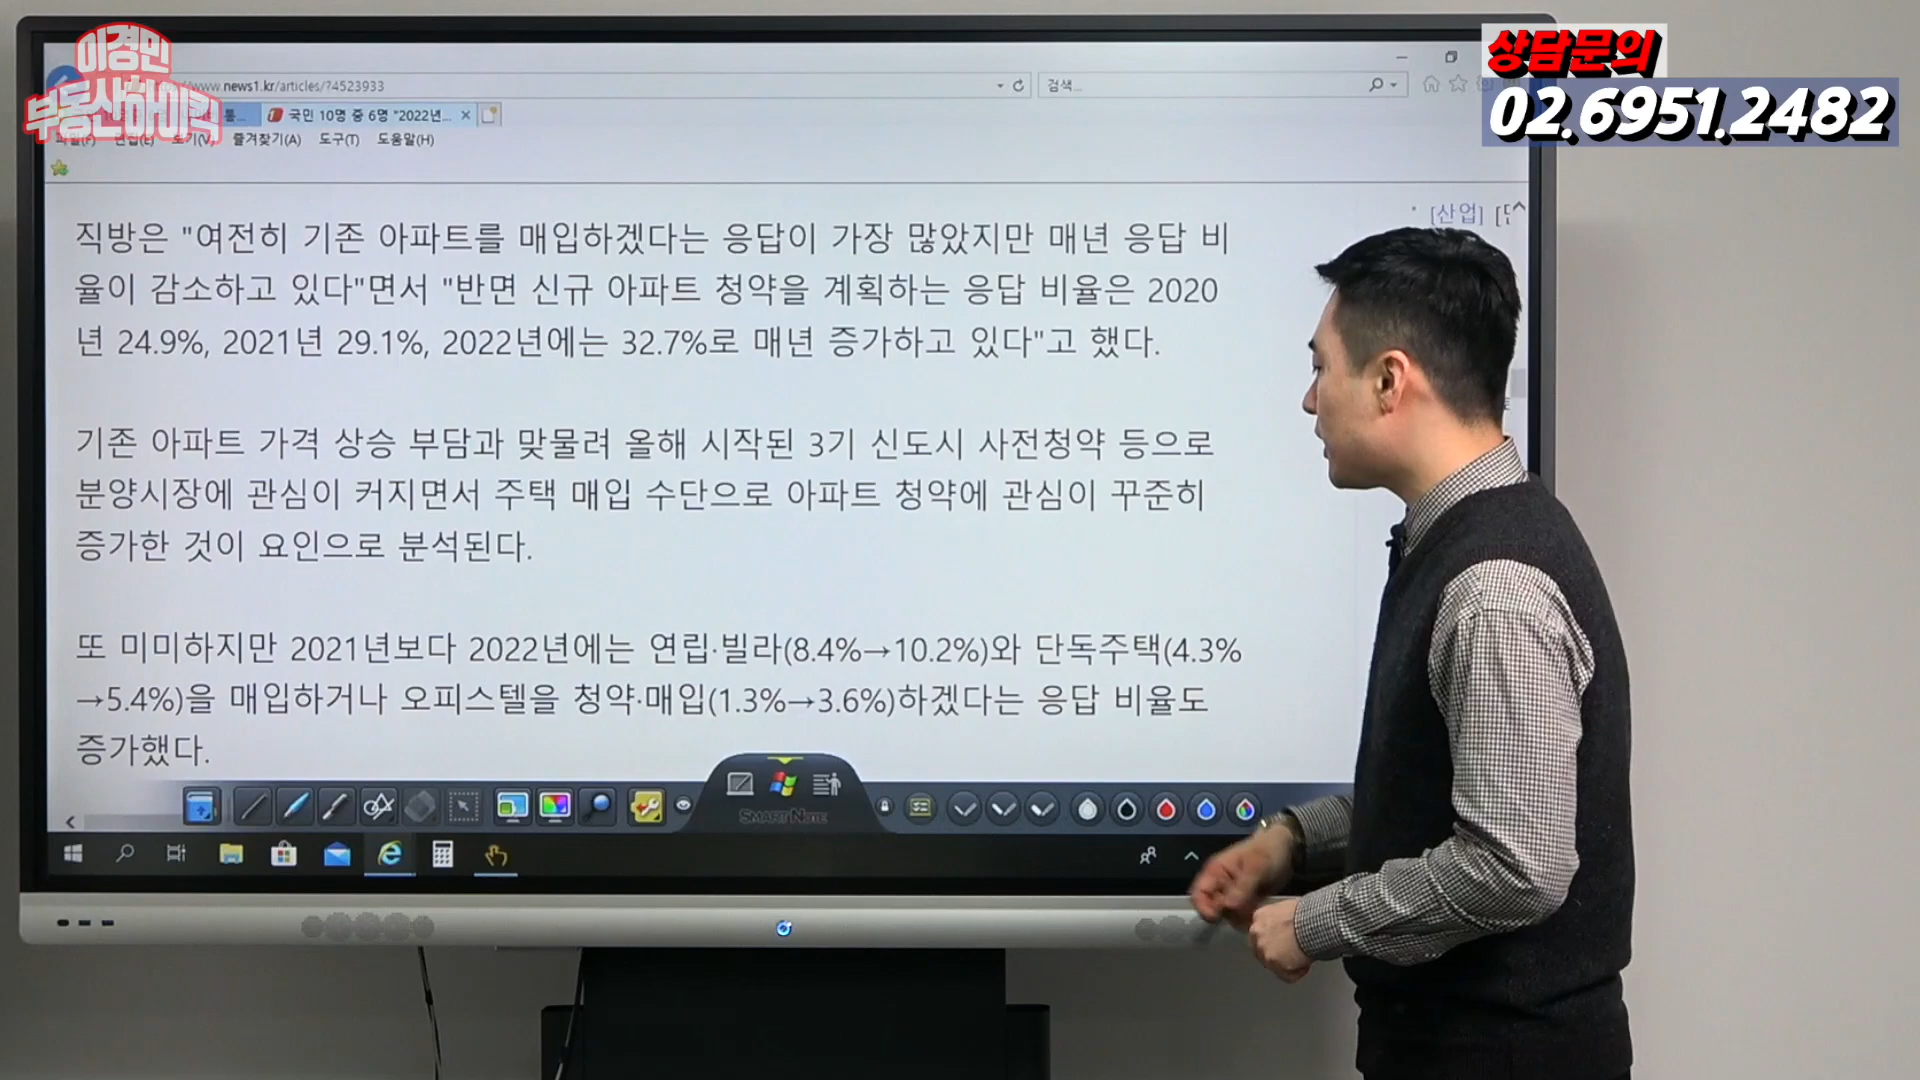 이경민
부동산하이킥
상담문의
02.6951.2482
www.news1.kr/articles/?4523933
검색...
국민 10명 중 6명 "2022년...
파일(F) 편집(E) 보기(V) 즐겨찾기(A) 도구(T) 도움말(H)
[산업]
직방은 "여전히 기존 아파트를 매입하겠다는 응답이 가장 많았지만 매년 응답 비
율이 감소하고 있다"면서 "반면 신규 아파트 청약을 계획하는 응답 비율은 2020
년 24.9%, 2021년 29.1%, 2022년에는 32.7%로 매년 증가하고 있다"고 했다.
기존 아파트 가격 상승 부담과 맞물려 올해 시작된 3기 신도시 사전청약 등으로
분양시장에 관심이 커지면서 주택 매입 수단으로 아파트 청약에 관심이 꾸준히
증가한 것이 요인으로 분석된다.
또 미미하지만 2021년보다 2022년에는 연립·빌라(8.4%→10.2%)와 단독주택(4.3%
→5.4%)을 매입하거나 오피스텔을 청약·매입(1.3%→3.6%)하겠다는 응답 비율도
증가했다.
SMARTNOTE